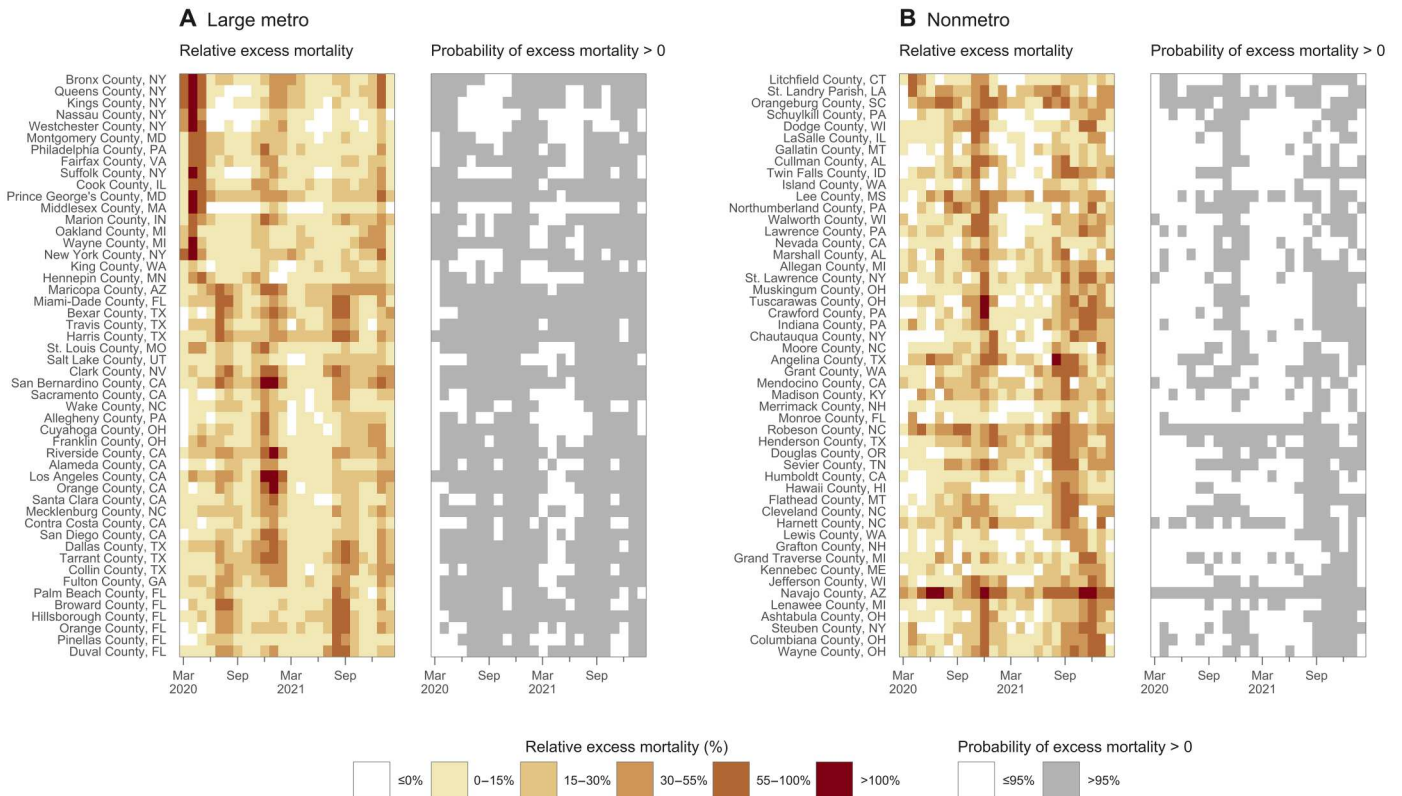 A Large metro
Relative excess mortality
Probability of excess mortality > 0
Bronx County, NY
Queens County, NY
Kings County, NY
Nassau County, NY
Westchester County, NY
Montgomery County, MD
Philadelphia County, PA
Fairfax County, VA
Suffolk County, NY
Cook County, IL
Prince George's County, MD
Middlesex County, MA
Marion County, IN
Oakland County, MI
Wayne County, MI
New York County, NY
King County, WA
Hennepin County, MN
Maricopa County, AZ
Miami-Dade County, FL
Bexar County, TX
Travis County, TX
Harris County, TX
St. Louis County, MO
Salt Lake County, UT
Clark County, NV
San Bernardino County, CA
Sacramento County, CA
Wake County, NC
Allegheny County, PA
Cuyahoga County, OH
Franklin County, OH
Riverside County, CA
Alameda County, CA
Los Angeles County, CA
Orange County, CA
Santa Clara County, CA
Mecklenburg County, NC
Contra Costa County, CA
San Diego County, CA
Dallas County, TX
Tarrant County, TX
Collin County, TX
Fulton County, GA
Palm Beach County, FL
Broward County, FL
Hillsborough County, FL
Orange County, FL
Pinellas County, FL
Duval County, FL
Mar Sep Mar Sep
2020 2021
Mar Sep Mar Sep
2020 2021
B Nonmetro
Relative excess mortality
Probability of excess mortality > 0
Litchfield County, CT
St. Landry Parish, LA
Orangeburg County, SC
Schuylkill County, PA
Dodge County, WI
LaSalle County, IL
Gallatin County, MT
Cullman County, AL
Twin Falls County, ID
Island County, WA
Lee County, MS
Northumberland County, PA
Walworth County, WI
Lawrence County, PA
Nevada County, CA
Marshall County, AL
Allegan County, MI
St. Lawrence County, NY
Muskingum County, OH
Tuscarawas County, OH
Crawford County, PA
Indiana County, PA
Chautauqua County, NY
Moore County, NC
Angelina County, TX
Grant County, WA
Mendocino County, CA
Madison County, KY
Merrimack County, NH
Monroe County, FL
Robeson County, NC
Henderson County, TX
Douglas County, OR
Sevier County, TN
Humboldt County, CA
Hawaii County, HI
Flathead County, MT
Cleveland County, NC
Harnett County, NC
Lewis County, WA
Grafton County, NH
Grand Traverse County, MI
Kennebec County, ME
Jefferson County, WI
Navajo County, AZ
Lenawee County, MI
Ashtabula County, OH
Steuben County, NY
Columbiana County, OH
Wayne County, OH
Mar Sep Mar Sep
2020 2021
Mar Sep Mar Sep
2020 2021
Relative excess mortality (%)
≤0% 0–15% 15–30% 30–55% 55–100% >100%
Probability of excess mortality > 0
≤95% >95%